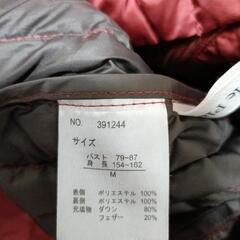 NO. 391244
サイズ
バスト 79~87
身長 154~162
M
表側 ポリエステル 100%
裏側 ポリエステル 100%
充填物 ダウン 80%
フェザー 20%